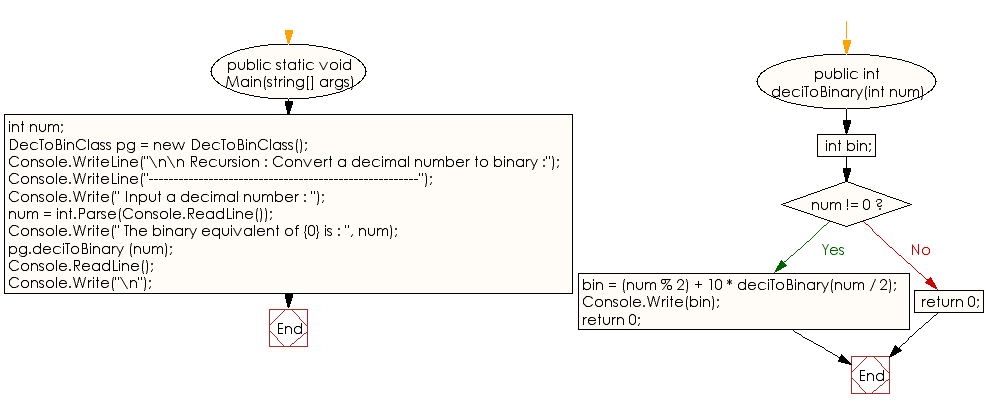 public static void
Main(string[] args)
int num;
DecToBinClass pg = new DecToBinClass();
Console.WriteLine("\n\n Recursion : Convert a decimal number to binary :");
Console.WriteLine("------------------------------------------------------");
Console.Write(" Input a decimal number : ");
num = int.Parse(Console.ReadLine());
Console.Write(" The binary equivalent of {0} is : ", num);
pg.deciToBinary (num);
Console.ReadLine();
Console.Write("\n");
End
public int
deciToBinary(int num)
int bin;
num != 0 ?
Yes
No
bin = (num % 2) + 10 * deciToBinary(num / 2);
Console.Write(bin);
return 0;
return 0;
End